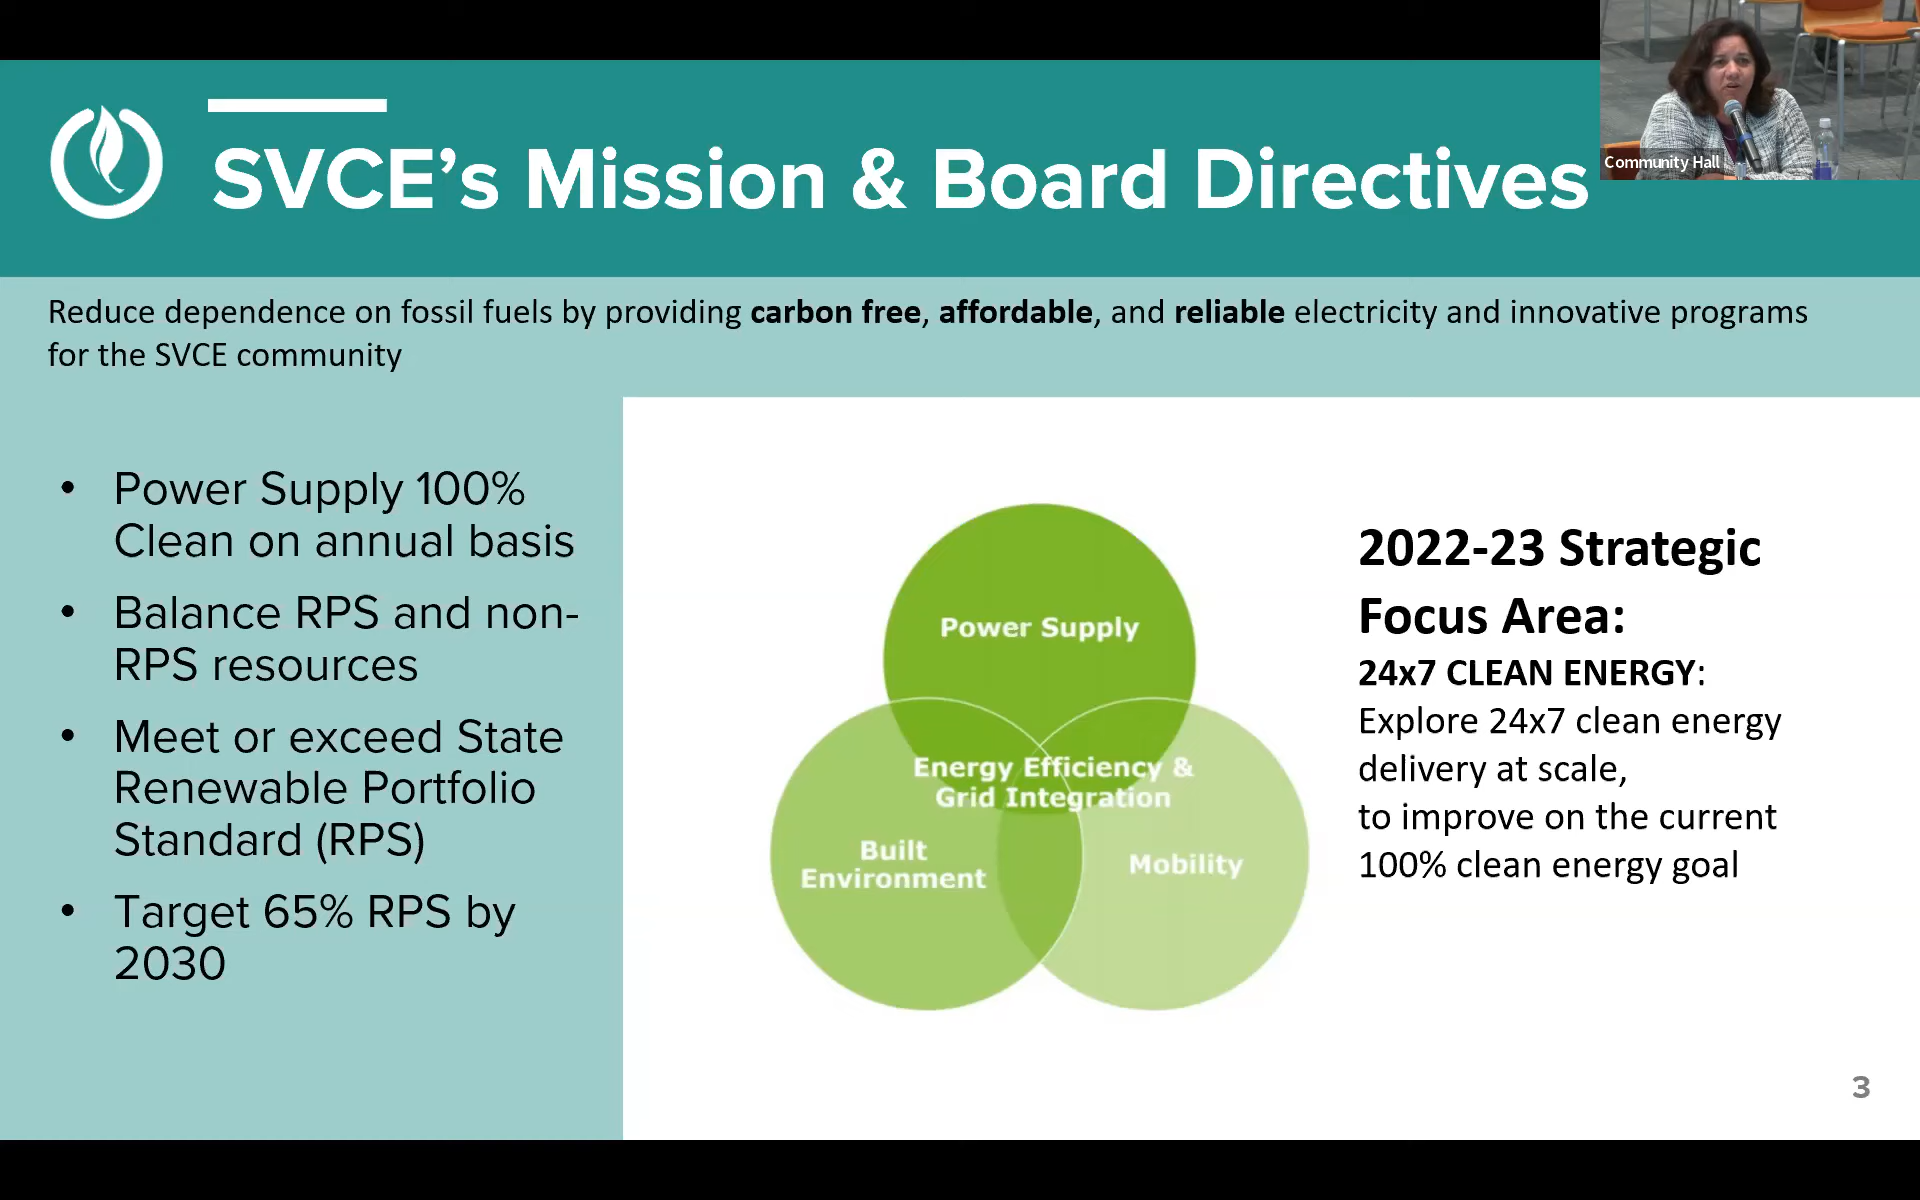 Community Hall
SVCE's Mission & Board Directives
Reduce dependence on fossil fuels by providing carbon free, affordable, and reliable electricity and innovative programs
for the SVCE community
• Power Supply 100%
Clean on annual basis
• Balance RPS and non-
RPS resources
• Meet or exceed State
Renewable Portfolio
Standard (RPS)
• Target 65% RPS by
2030
Power Supply
Energy Efficiency &
Grid Integration
Built
Environment
Mobility
2022-23 Strategic
Focus Area:
24x7 CLEAN ENERGY:
Explore 24x7 clean energy
delivery at scale,
to improve on the current
100% clean energy goal
3